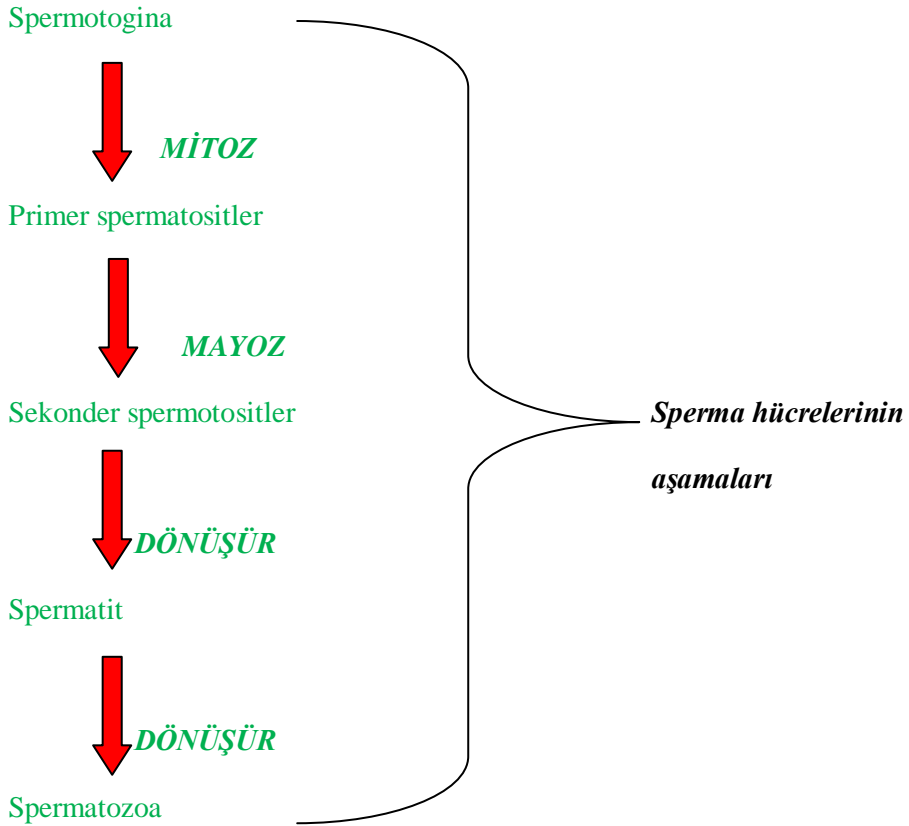 Spermotogina
MİTOZ
Primer spermatositler
MAYOZ
Sekonder spermotositler
Sperma hücrelerinin
aşamaları
DÖNÜŞÜR
Spermatit
DÖNÜŞÜR
Spermatozoa